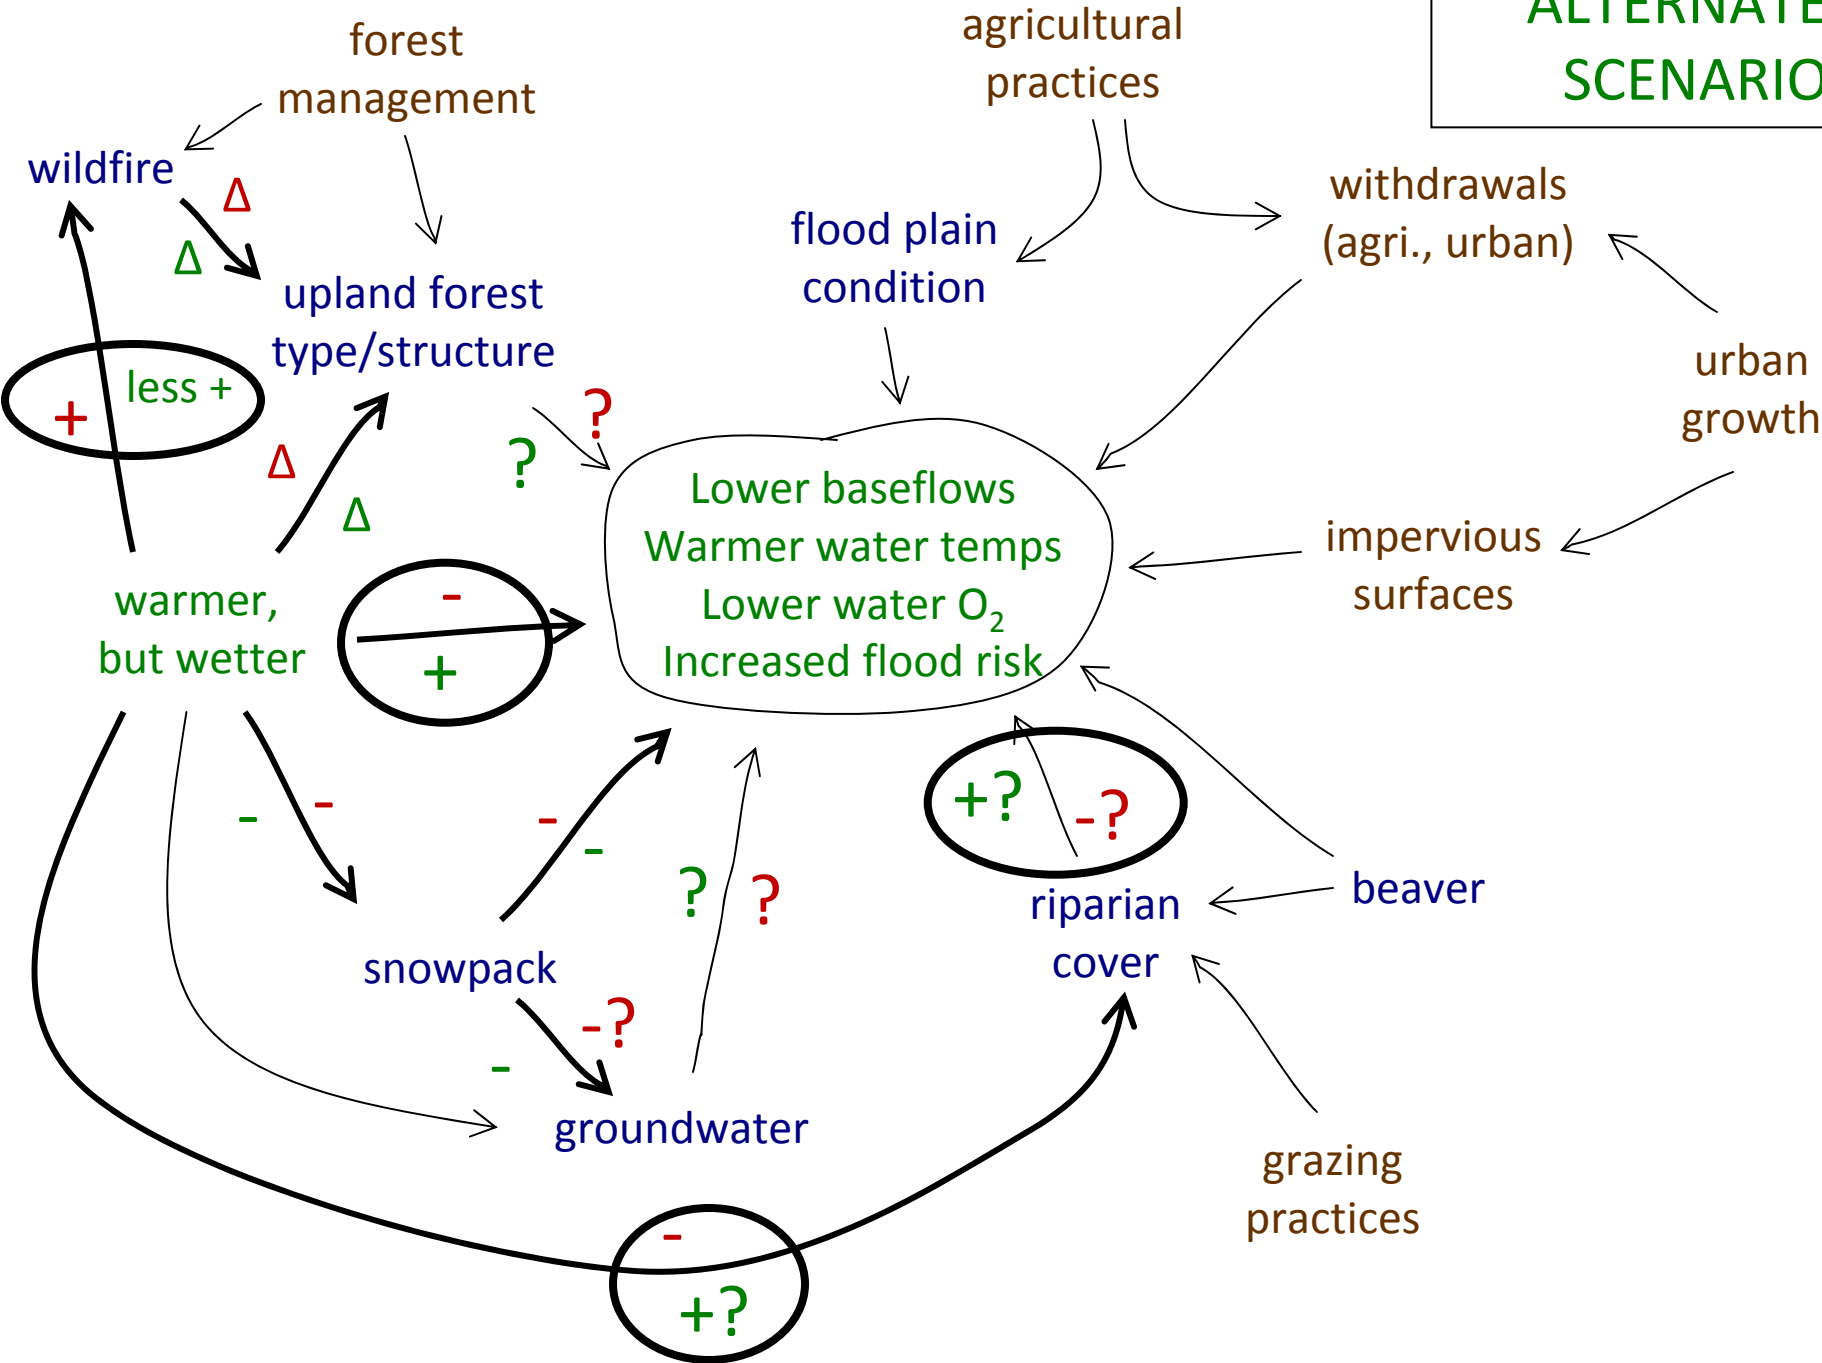 ALTERNATE
SCENARIO
forest
management
agricultural
practices
wildfire
Δ
Δ
withdrawals
(agri., urban)
flood plain
condition
upland forest
type/structure
urban
growth
less +
+
?
?
Δ
Δ
Lower baseflows
Warmer water temps
Lower water O₂
Increased flood risk
impervious
surfaces
warmer,
but wetter
-
+
-
-
-
-
+?
-?
?
?
riparian
cover
beaver
snowpack
-?
-
groundwater
grazing
practices
-
+?